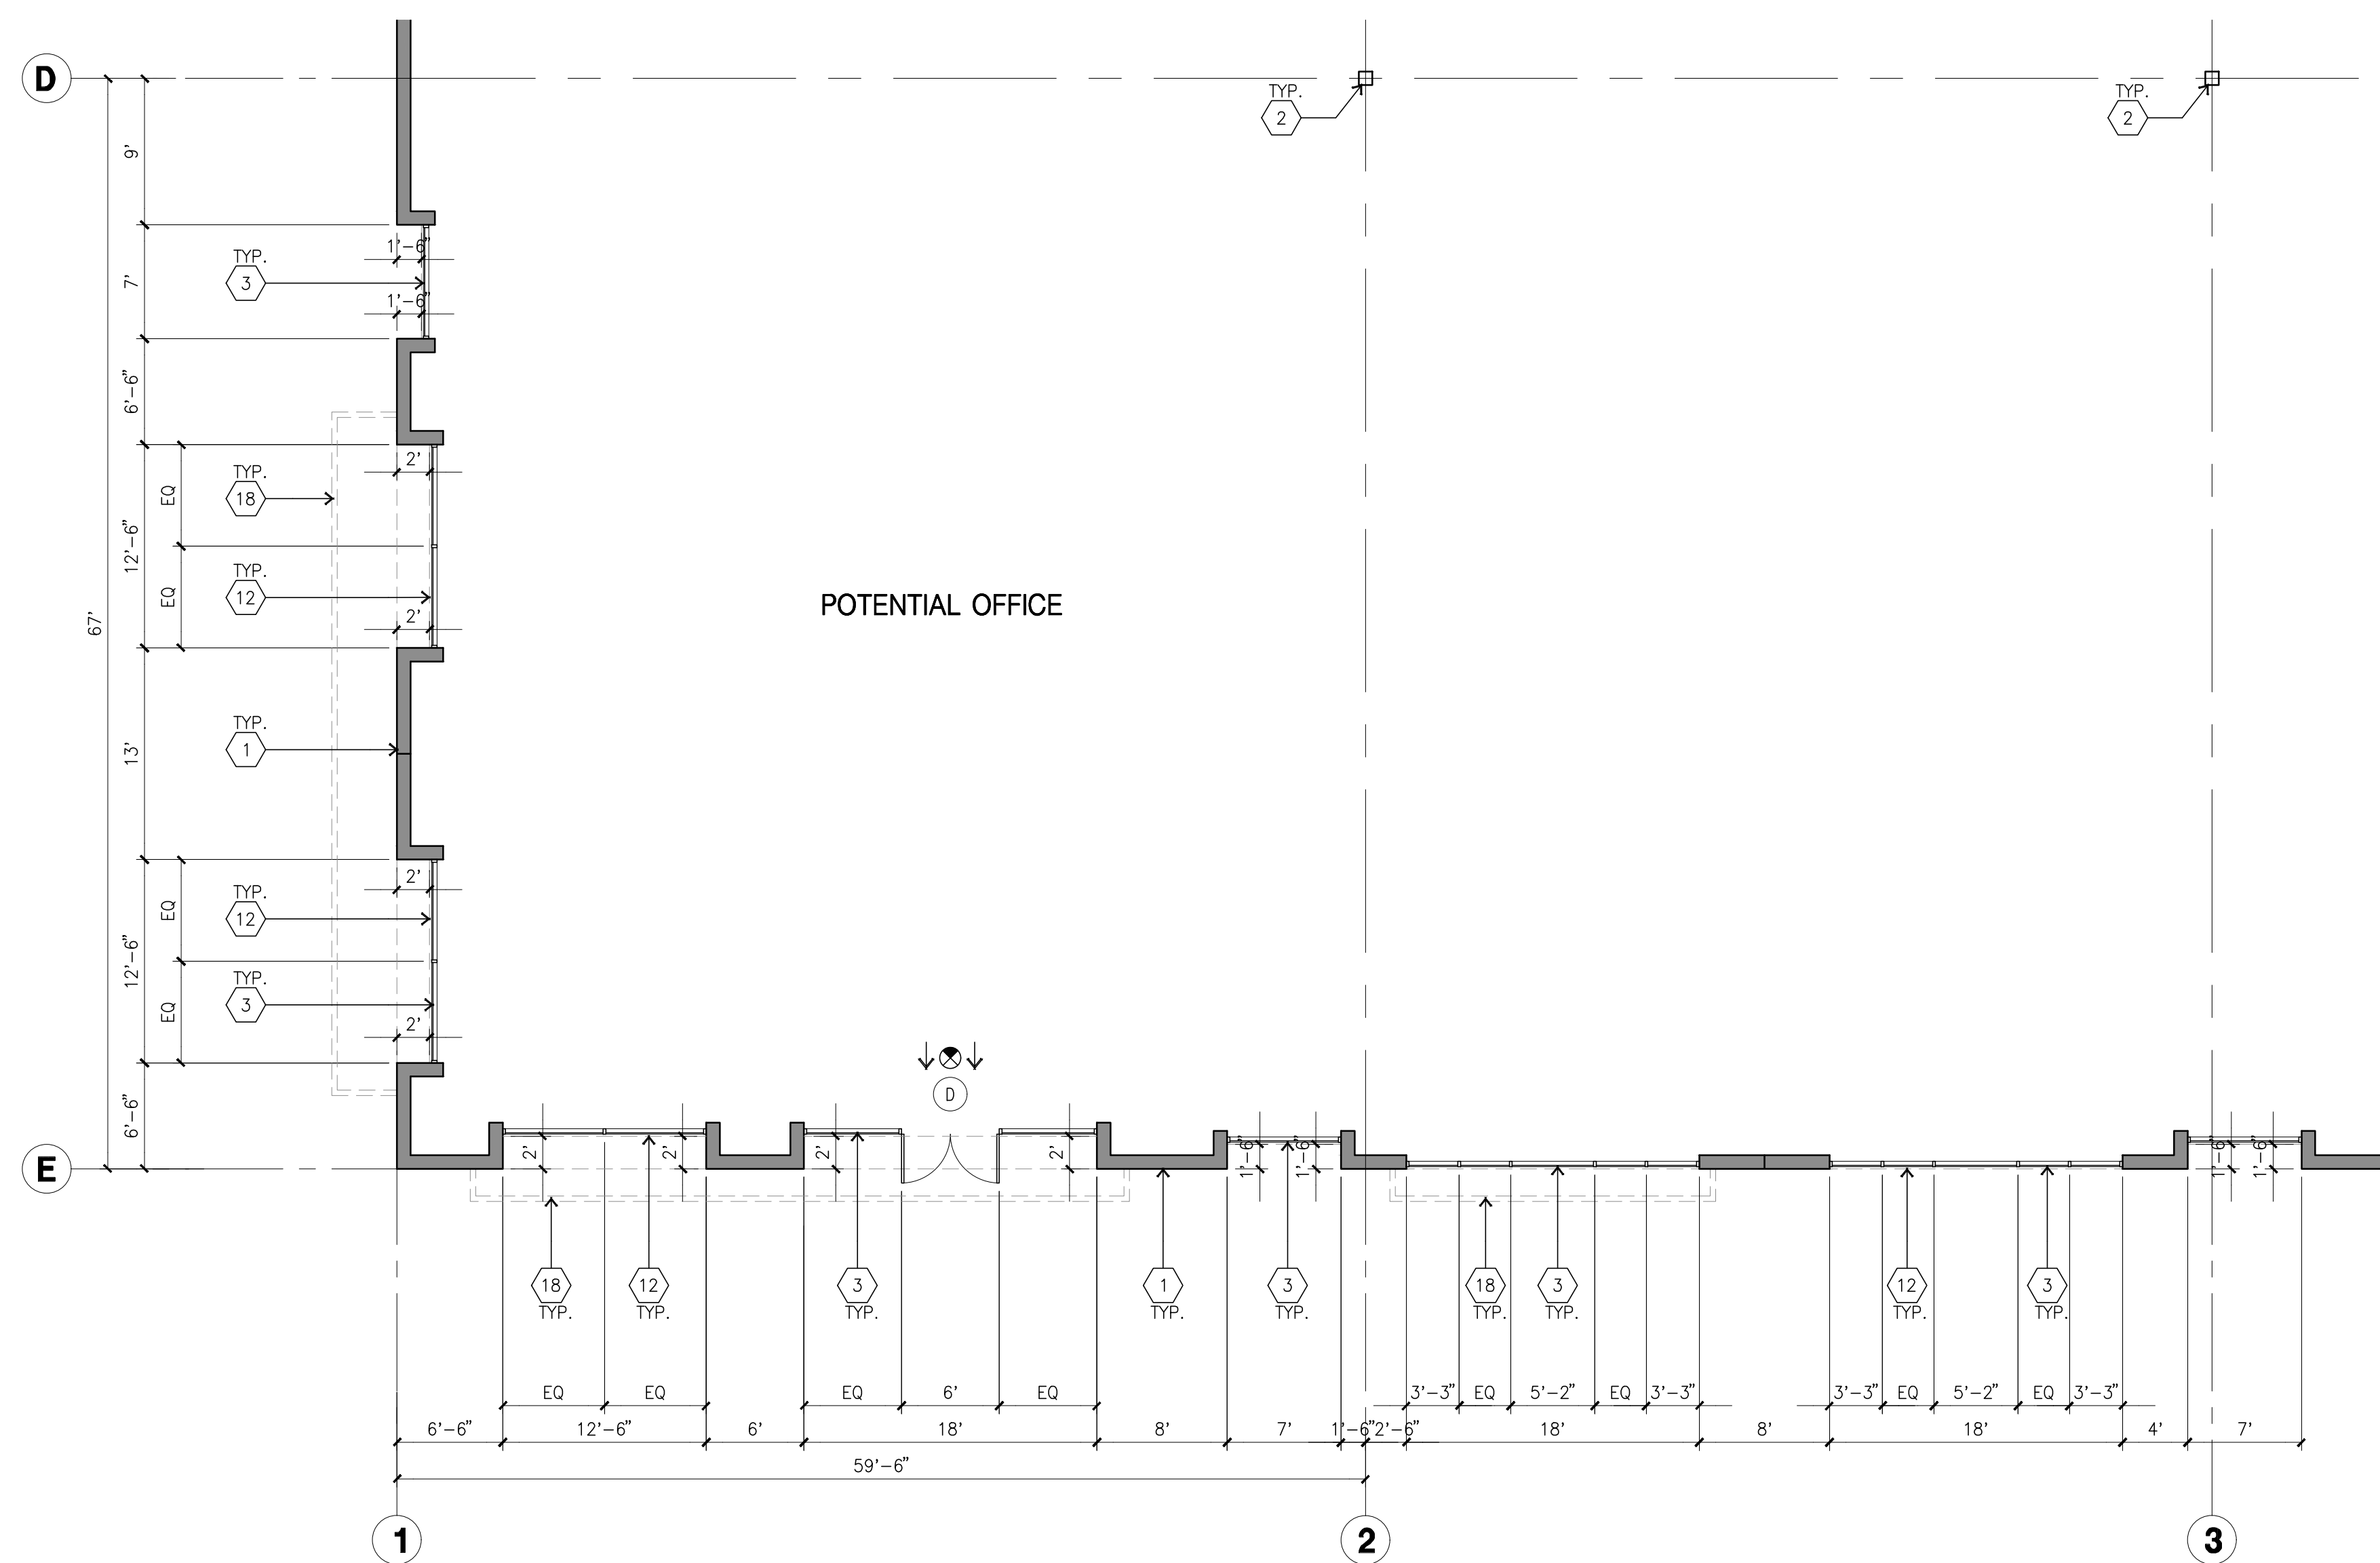 D
TYP.
2
TYP.
2
9'
1'-6"
TYP.
3
7'
1'-6"
6'-6"
2'
TYP.
18
EQ
12'-6"
TYP.
12
EQ
2'
67'
POTENTIAL OFFICE
TYP.
1
13'
2'
TYP.
12
EQ
12'-6"
TYP.
3
EQ
2'
D
6'-6"
2'
2'
2'
2'
1'-6"
1'-6"
1'-6"
1'-6"
E
18
TYP.
12
TYP.
3
TYP.
1
TYP.
3
TYP.
18
TYP.
3
TYP.
12
TYP.
3
TYP.
EQ EQ EQ 6' EQ 3'-3" EQ 5'-2" EQ 3'-3" 3'-3" EQ 5'-2" EQ 3'-3"
6'-6" 12'-6" 6' 18' 8' 7' 1'-6" 2'-6" 18' 8' 18' 4' 7'
59'-6"
1 2 3